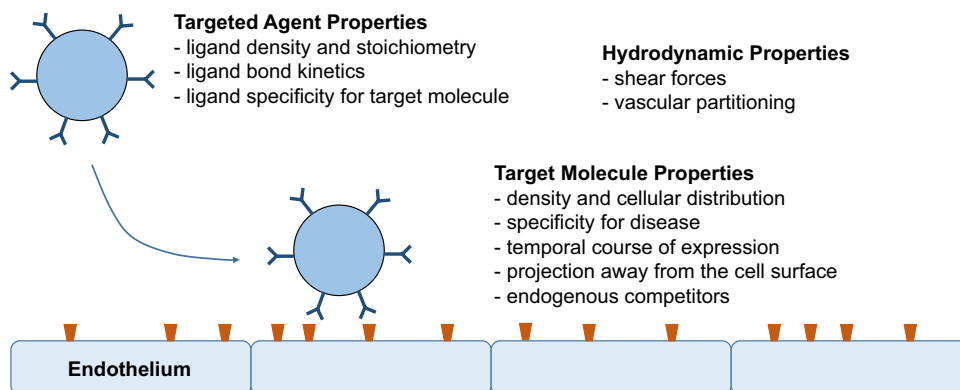 Targeted Agent Properties
- ligand density and stoichiometry
- ligand bond kinetics
- ligand specificity for target molecule
Hydrodynamic Properties
- shear forces
- vascular partitioning
Target Molecule Properties
- density and cellular distribution
- specificity for disease
- temporal course of expression
- projection away from the cell surface
- endogenous competitors
Endothelium